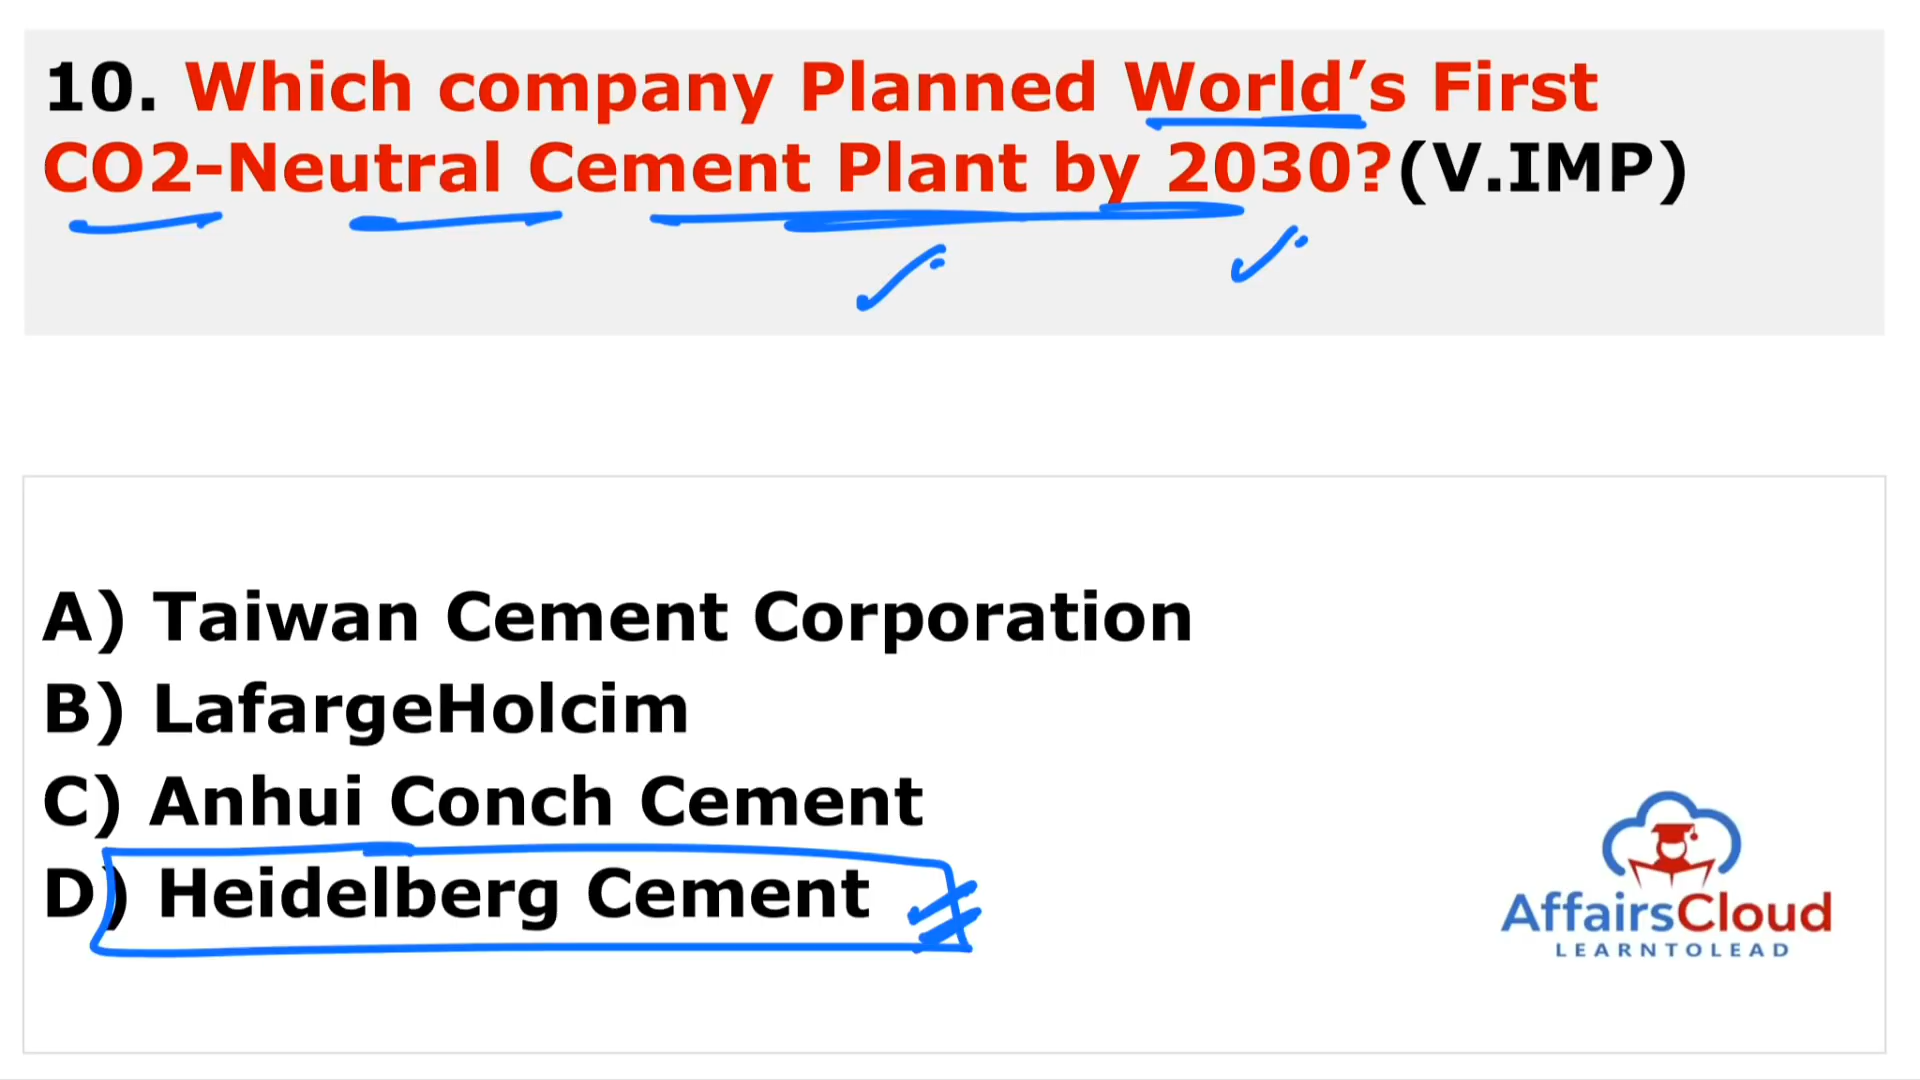 10. Which company Planned World’s First
CO2-Neutral Cement Plant by 2030?(V.IMP)
A) Taiwan Cement Corporation
B) LafargeHolcim
C) Anhui Conch Cement
D) Heidelberg Cement
AffairsCloud
LEARNTOLEAD